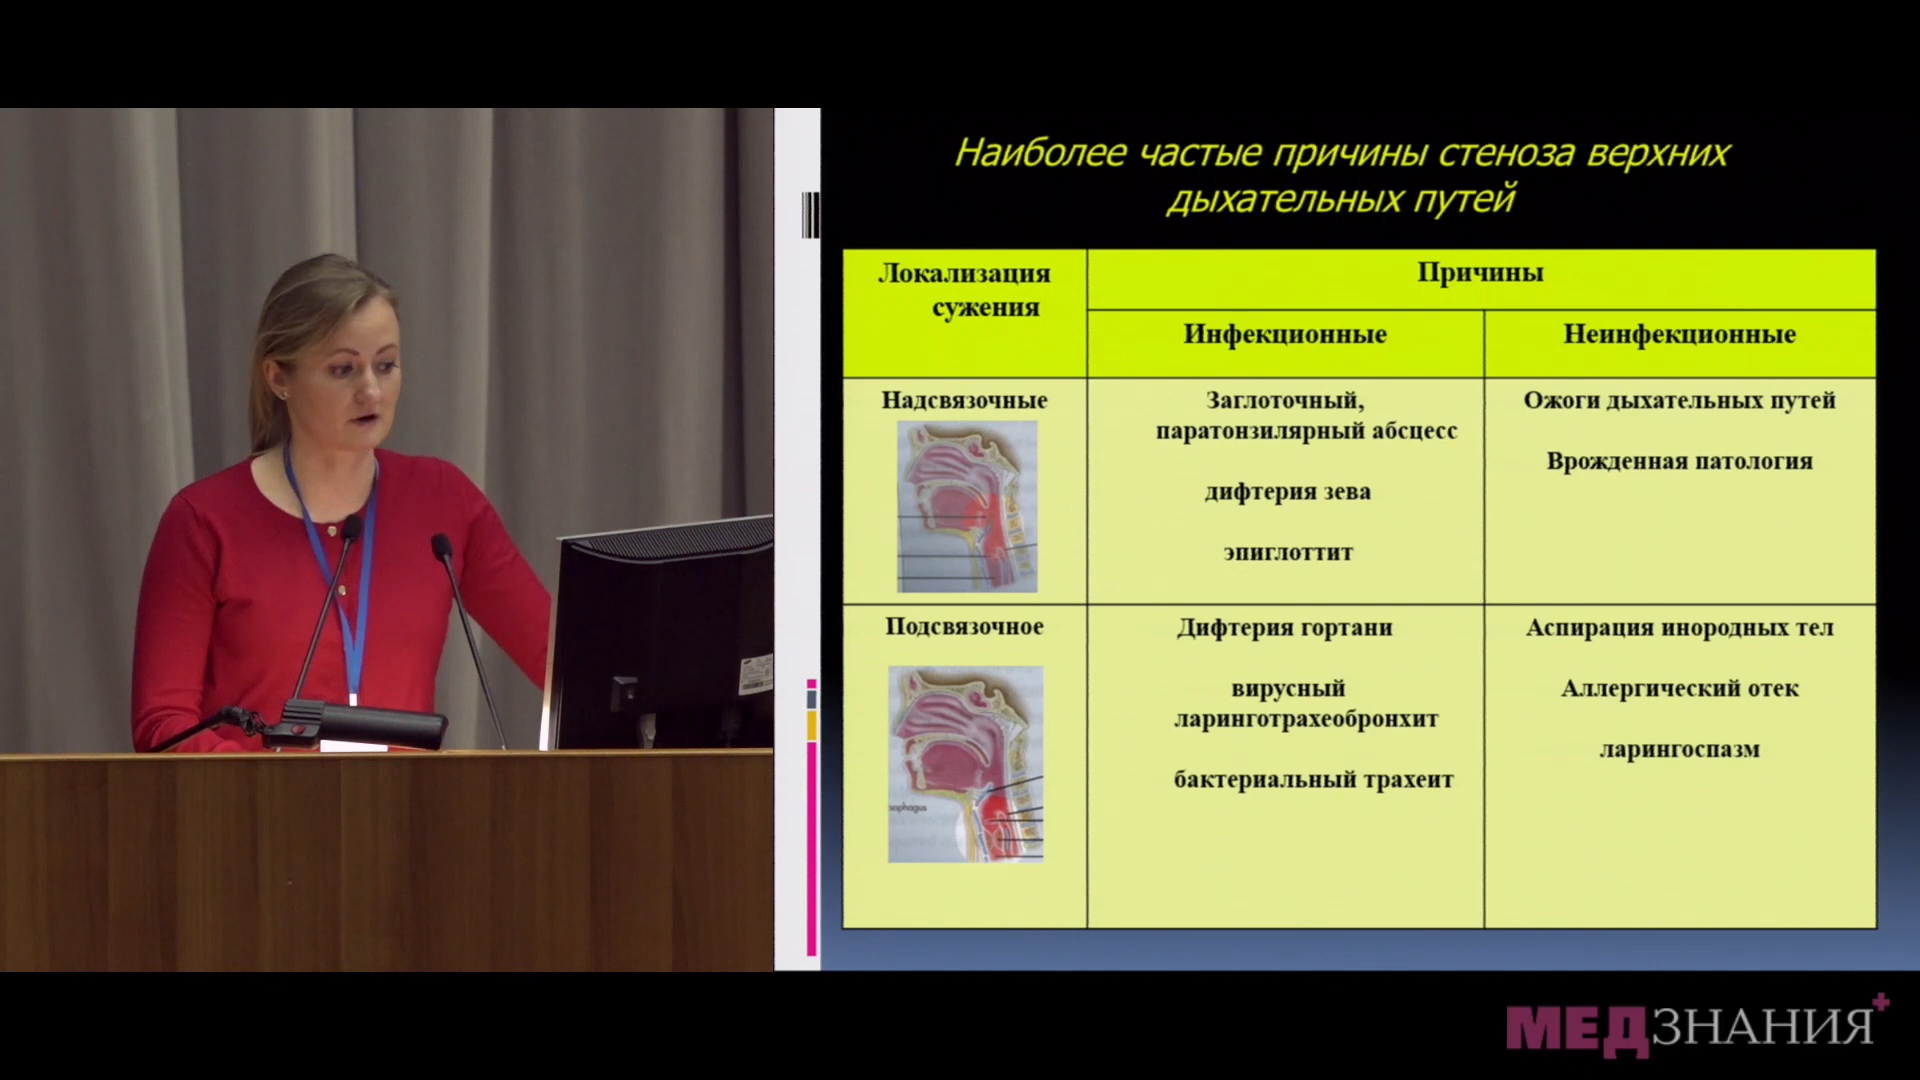 Наиболее частые причины стеноза верхних
дыхательных путей
Локализация
сужения
Причины
Инфекционные
Неинфекционные
Надсвязочные
Заглоточный,
паратонзилярный абсцесс
дифтерия зева
эпиглоттит
Ожоги дыхательных путей
Врожденная патология
Подсвязочное
Дифтерия гортани
вирусный
ларинготрахеобронхит
бактериальный трахеит
Аспирация инородных тел
Аллергический отек
ларингоспазм
sophagus
МЕДЗНАНИЯ+